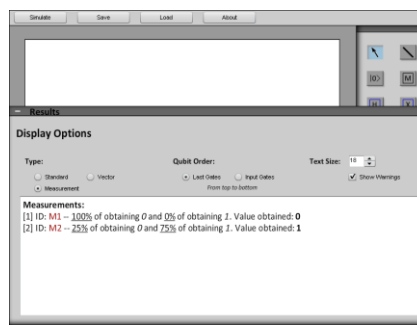 Simulate Save Load About
|0> M
H X
− Results
Display Options
Type: Qubit Order: Text Size: 16
Standard Vector Last Gates Input Gates Show Warnings
Measurement From top to bottom
Measurements:
[1] ID: M1 -- 100% of obtaining 0 and 0% of obtaining 1. Value obtained: 0
[2] ID: M2 -- 25% of obtaining 0 and 75% of obtaining 1. Value obtained: 1